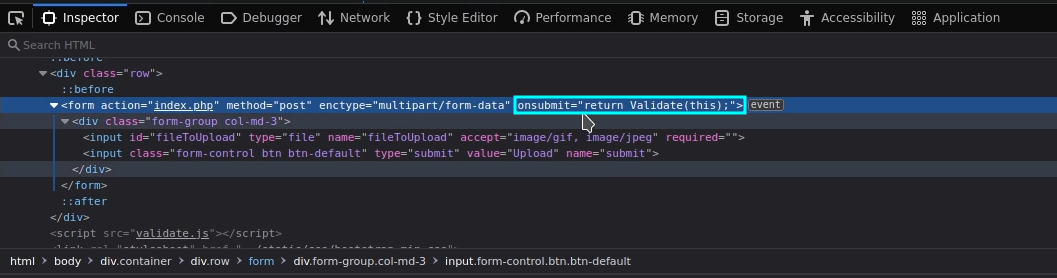 Inspector Console Debugger Network Style Editor Performance Memory Storage Accessibility Application
Search HTML
::before
<div class="row">
::before
<form action="index.php" method="post" enctype="multipart/form-data" onsubmit="return Validate(this);"> event
<div class="form-group col-md-3">
<input id="fileToUpload" type="file" name="fileToUpload" accept="image/gif, image/jpeg" required="">
<input class="form-control btn btn-default" type="submit" value="Upload" name="submit">
</div>
</form>
::after
</div>
<script src="validate.js"></script>
html body div.container div.row form div.form-group.col-md-3 input.form-control.btn.btn-default